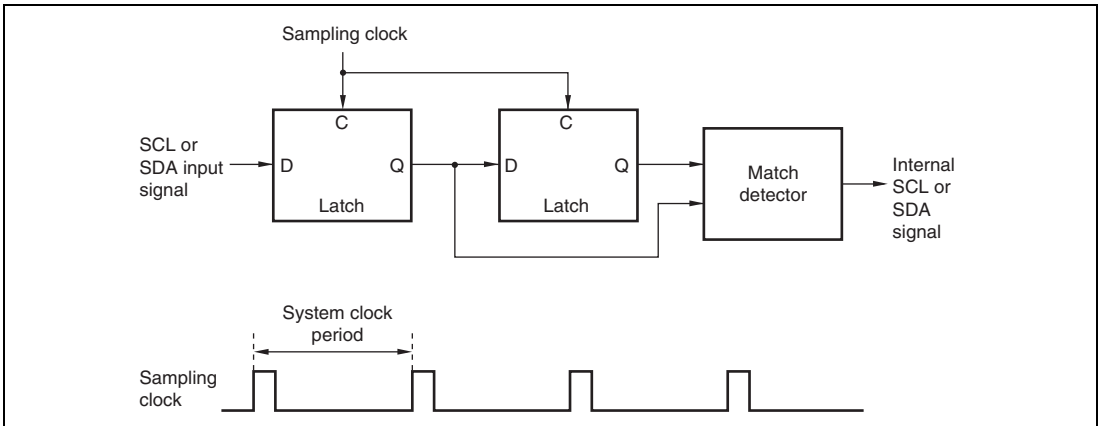 Sampling clock
C
C
SCL or
SDA input
signal
D
Q
D
Q
Latch
Latch
Match
detector
Internal
SCL or
SDA
signal
System clock
period
Sampling
clock